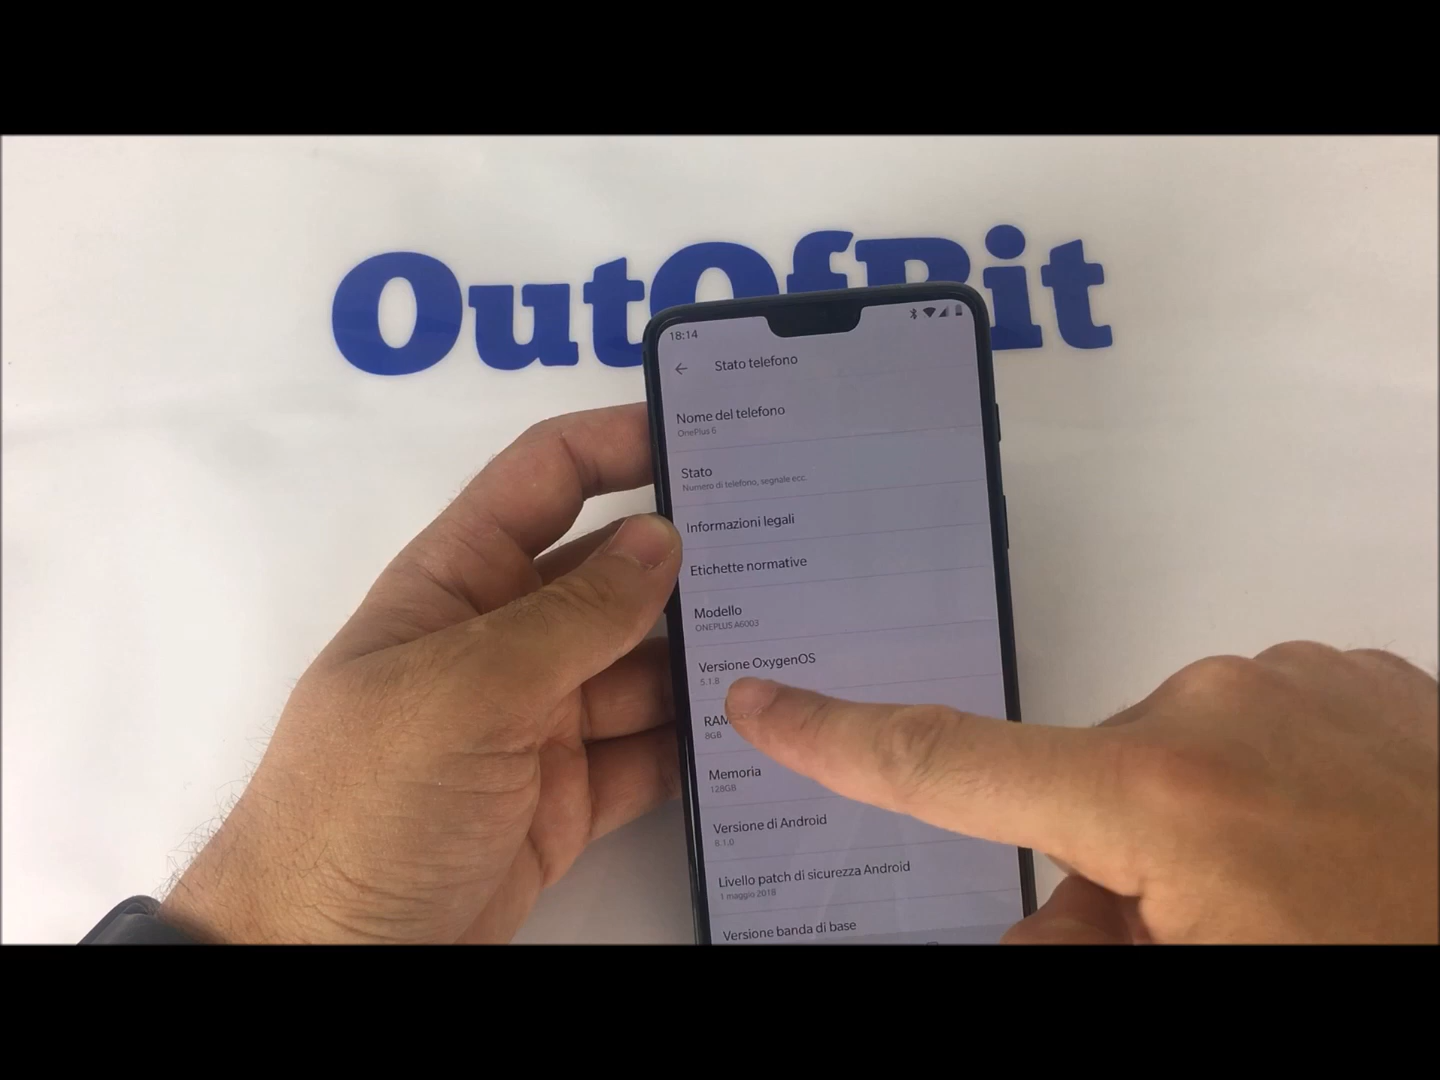 OutOfBit
18:14
Stato telefono
Nome del telefono
OnePlus 6
Stato
Numero di telefono, segnale ecc.
Informazioni legali
Etichette normative
Modello
ONEPLUS A6003
Versione OxygenOS
5.1.8
RAM
8GB
Memoria
128GB
Versione di Android
8.1.0
Livello patch di sicurezza Android
1 maggio 2018
Versione banda di base